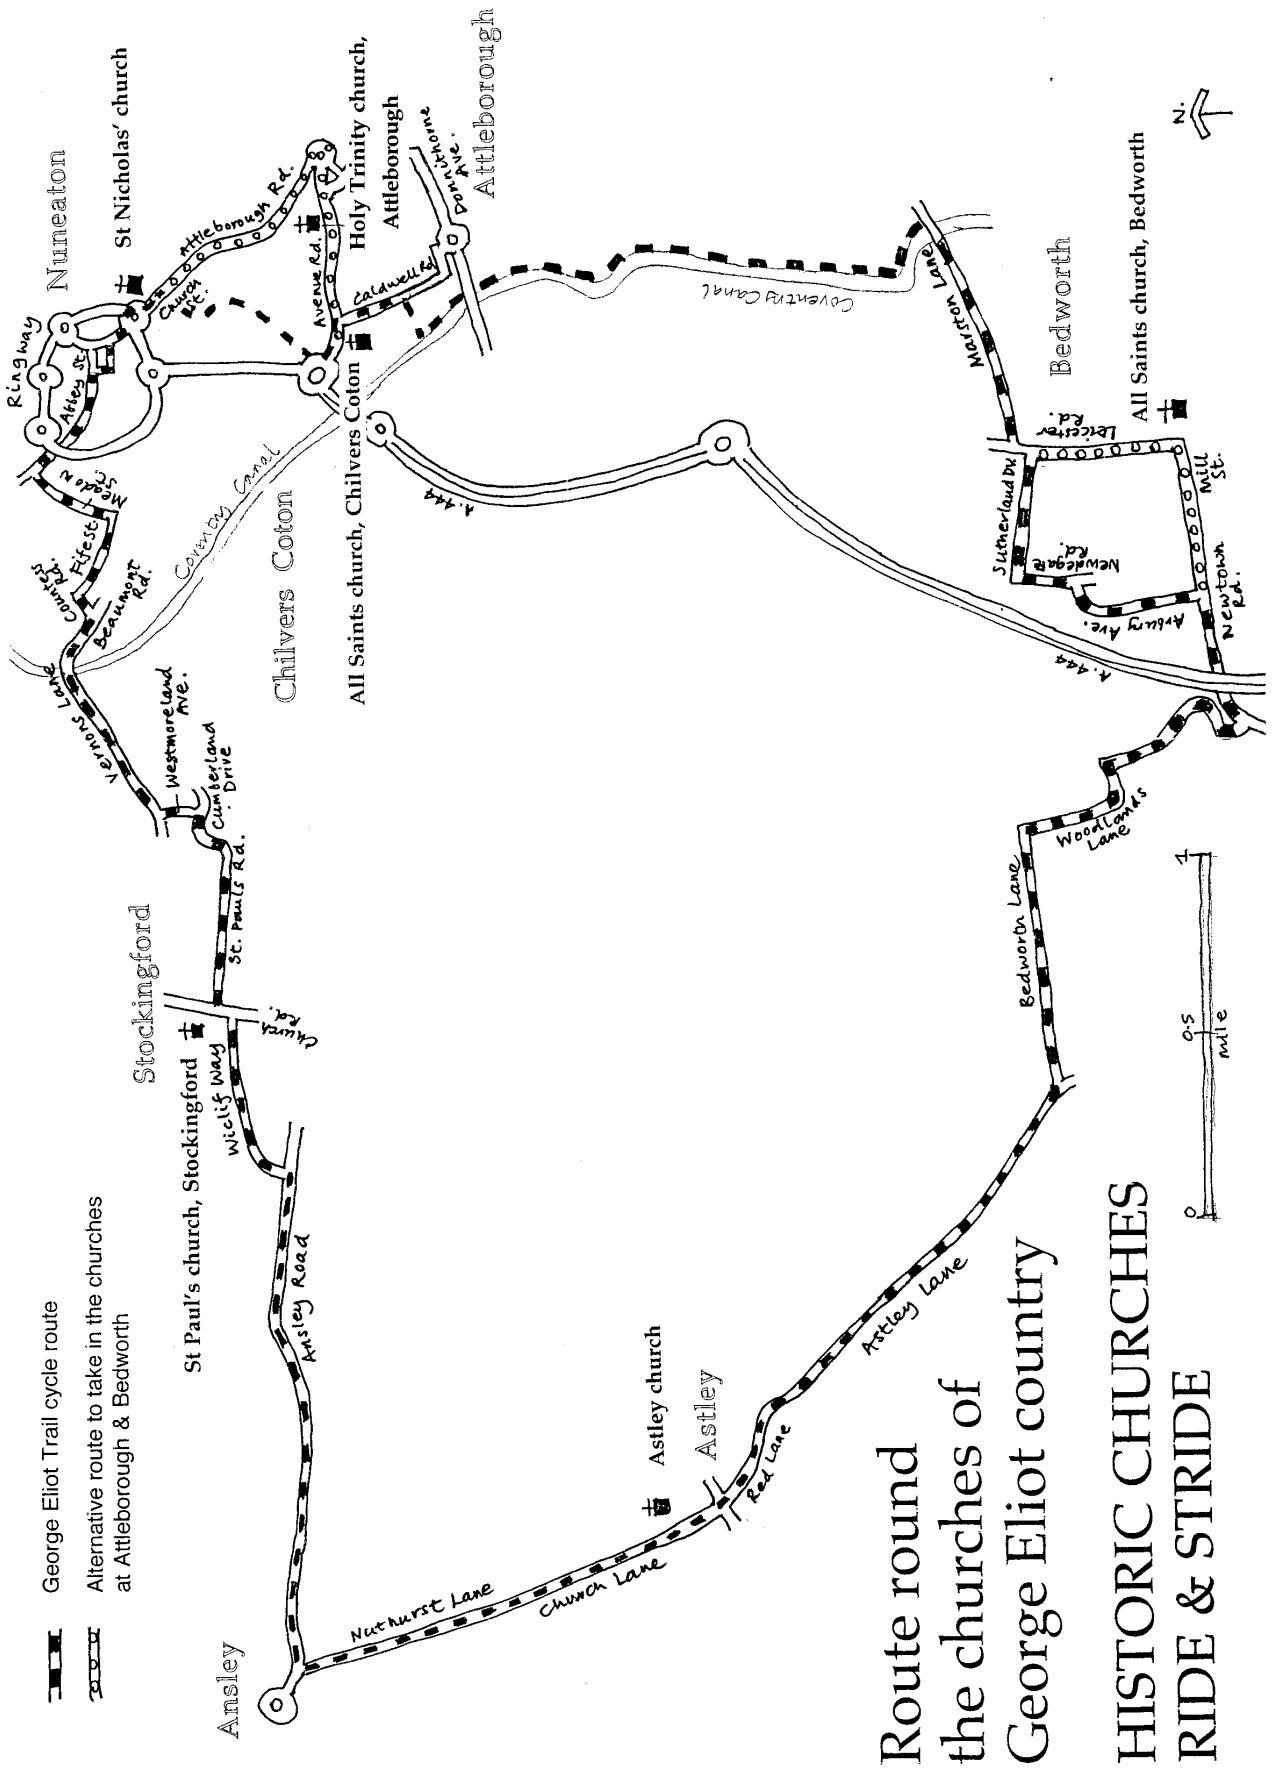 George Eliot Trail cycle route
Alternative route to take in the churches
at Attleborough & Bedworth
Ansley
Nuneaton
St Nicholas' church
Ringway
Abbey St.
Church
St.
Attleborough Rd.
Avenue Rd.
Holy Trinity church,
Attleborough
Attleborough
Donnithorne
Ave.
Caldwell Rd
Meadow
St.
Fifest.
Countess
Rd.
Beaumont
Rd.
Vernons Lane
Coventry Canal
Chilvers Coton
All Saints church, Chilvers Coton
Westmoreland
Ave.
Cumberland
Drive
St. Pauls Rd.
Stockingford
Church
Rd.
St Paul's church, Stockingford
Wiclif Way
Ansley Road
Nuthurst Lane
Church Lane
Astley church
Astley
Red Lane
Astley Lane
Bedworth Lane
Woodlands
Lane
A.444
A.444
Coventry Canal
Marston Lane
Bedworth
All Saints church, Bedworth
Leicester
Rd.
Sutherland Dv.
Newdegate
Rd.
Arbury Ave.
Mill
St.
Newtown
Rd.
N.
0
0.5
1
mile
Route round
the churches of
George Eliot country
HISTORIC CHURCHES
RIDE & STRIDE